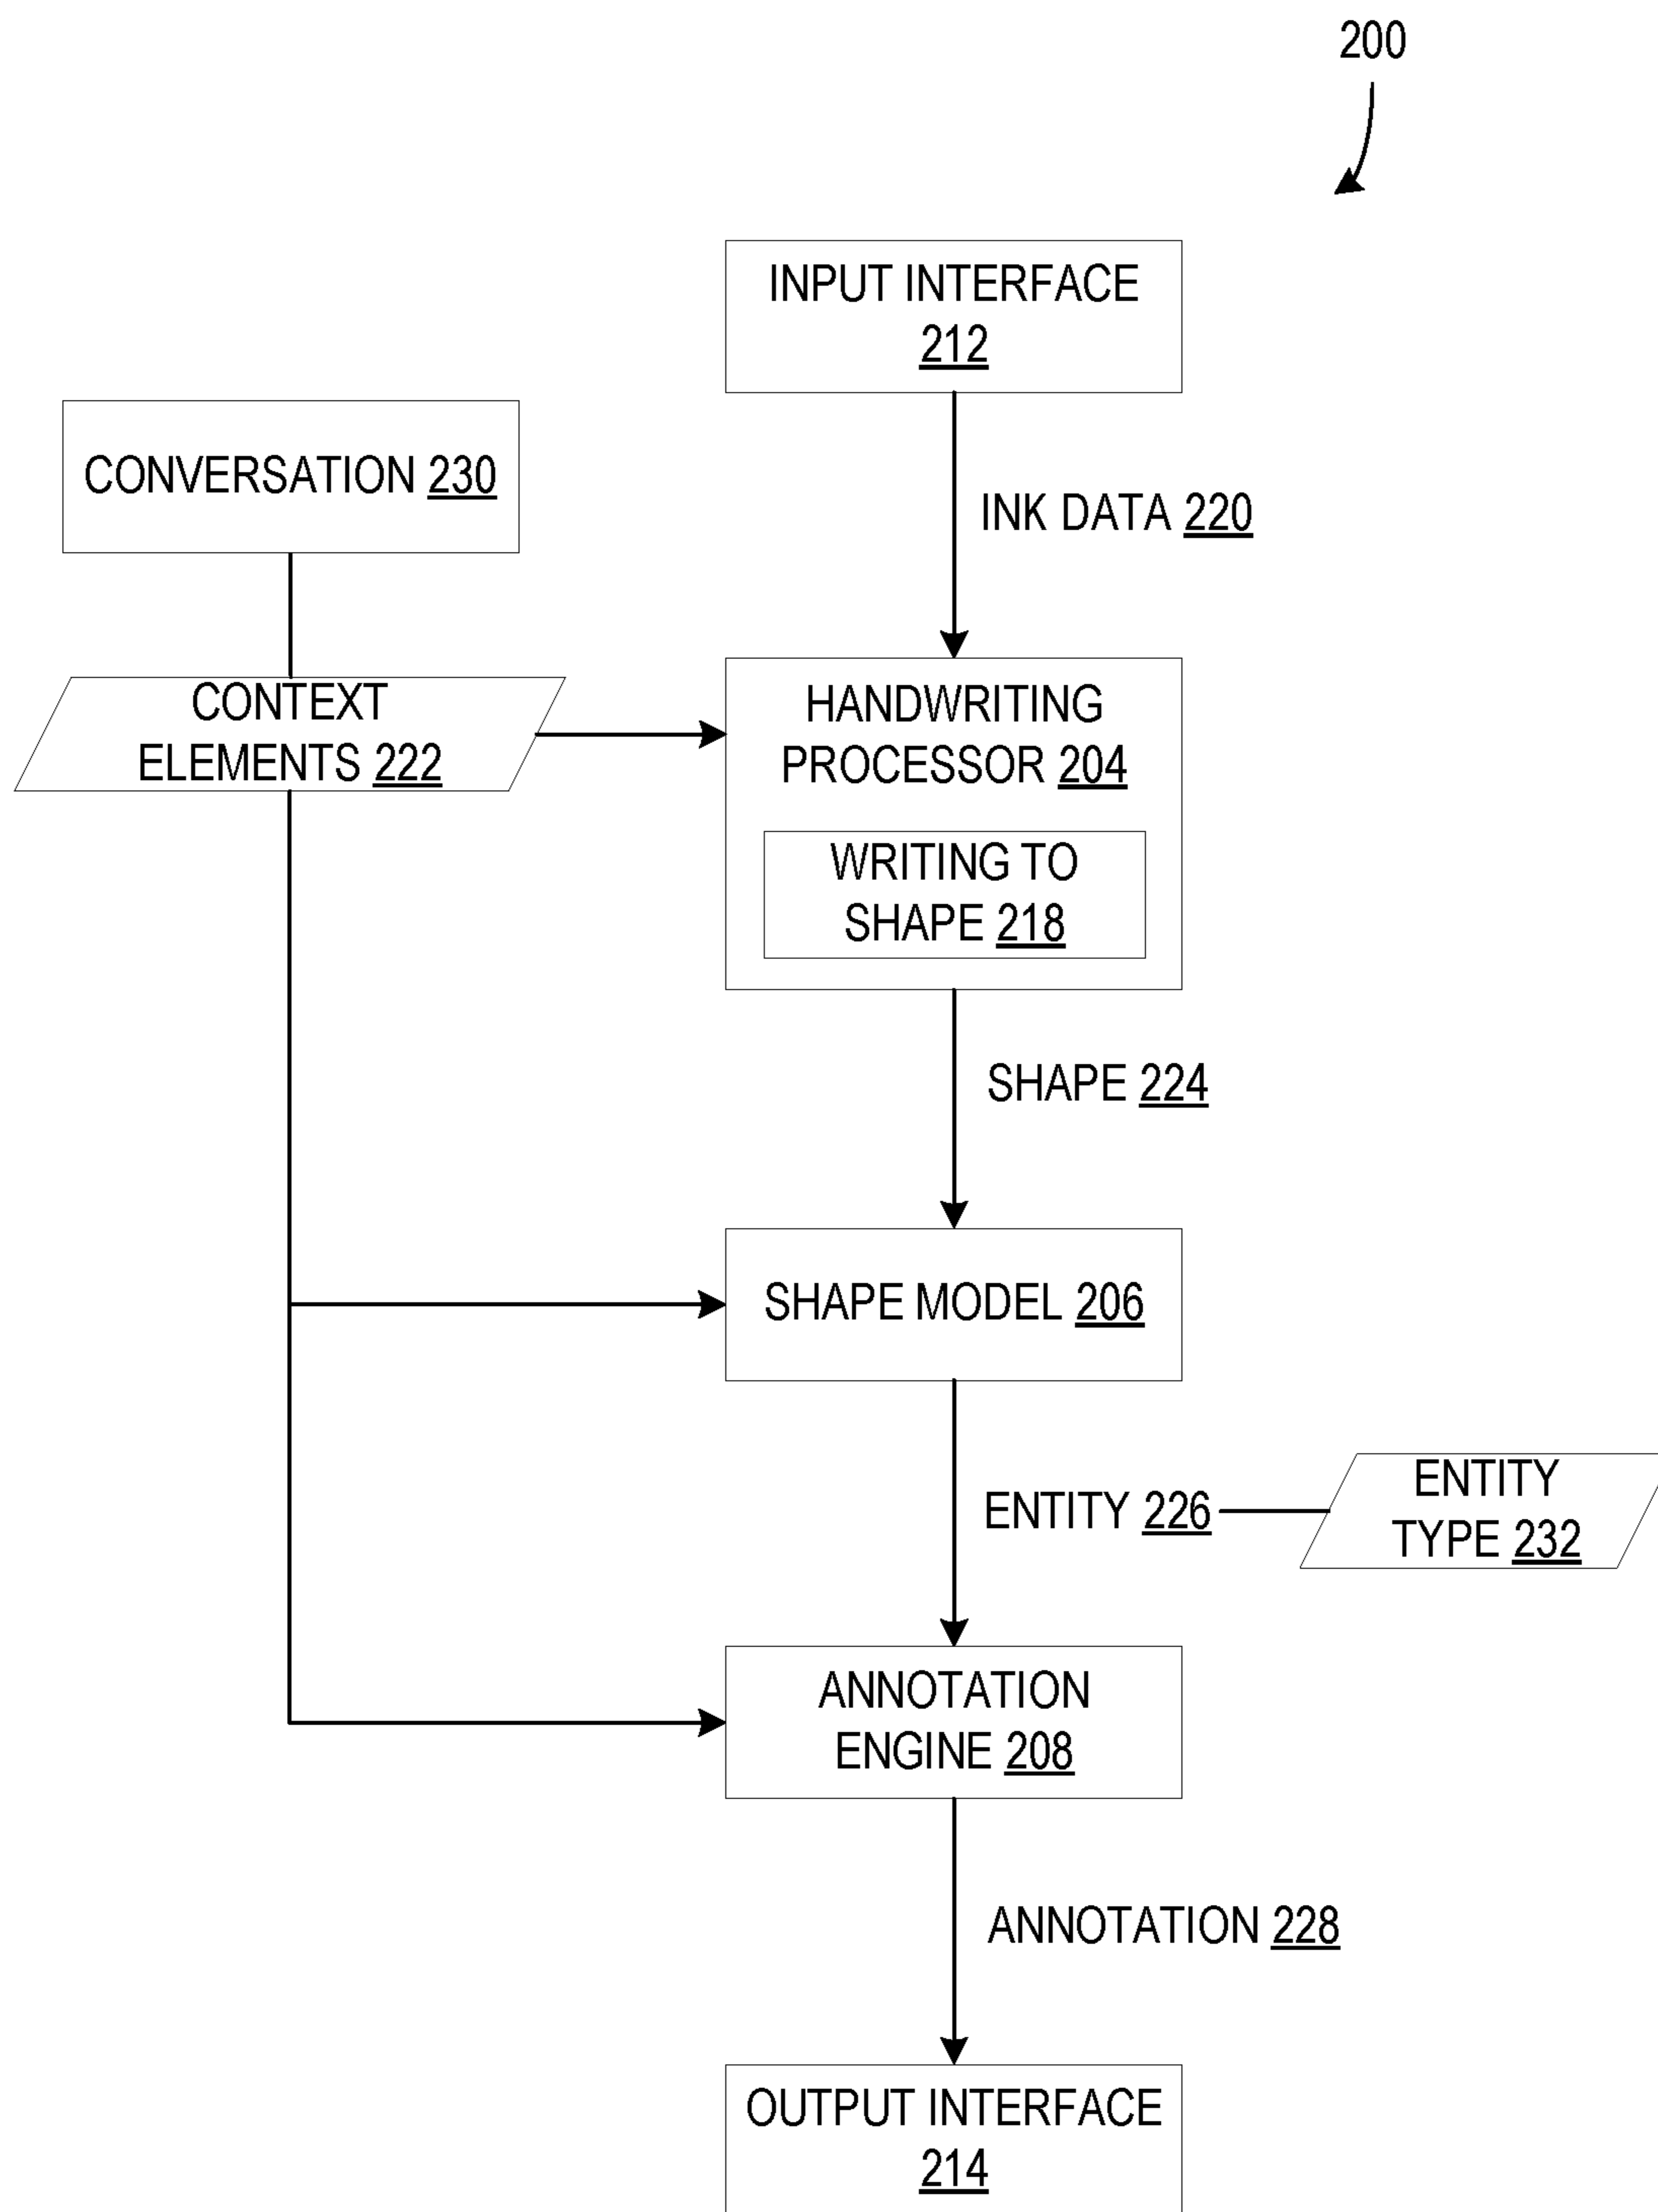 200
INPUT INTERFACE
212
CONVERSATION 230
INK DATA 220
CONTEXT
ELEMENTS 222
HANDWRITING
PROCESSOR 204
WRITING TO
SHAPE 218
SHAPE 224
SHAPE MODEL 206
ENTITY 226
ENTITY
TYPE 232
ANNOTATION
ENGINE 208
ANNOTATION 228
OUTPUT INTERFACE
214